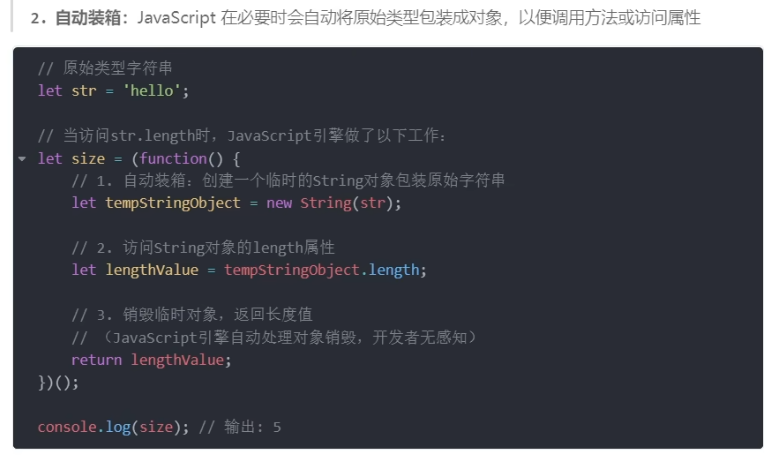 2. 自动装箱：JavaScript 在必要时会自动将原始类型包装成对象，以便调用方法或访问属性
// 原始类型字符串
let str = 'hello';
// 当访问str.length时，JavaScript引擎做了以下工作：
let size = (function() {
// 1. 自动装箱：创建一个临时的String对象包装原始字符串
let tempStringObject = new String(str);
// 2. 访问String对象的length属性
let lengthValue = tempStringObject.length;
// 3. 销毁临时对象，返回长度值
// （JavaScript引擎自动处理对象销毁，开发者无感知）
return lengthValue;
})();
console.log(size); // 输出: 5